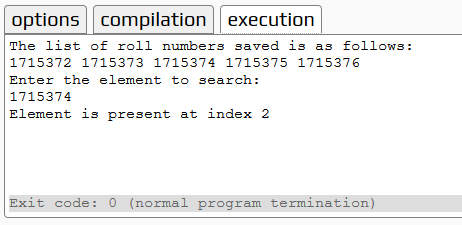 options compilation execution
The list of roll numbers saved is as follows:
1715372 1715373 1715374 1715375 1715376
Enter the element to search:
1715374
Element is present at index 2
Exit code: 0 (normal program termination)